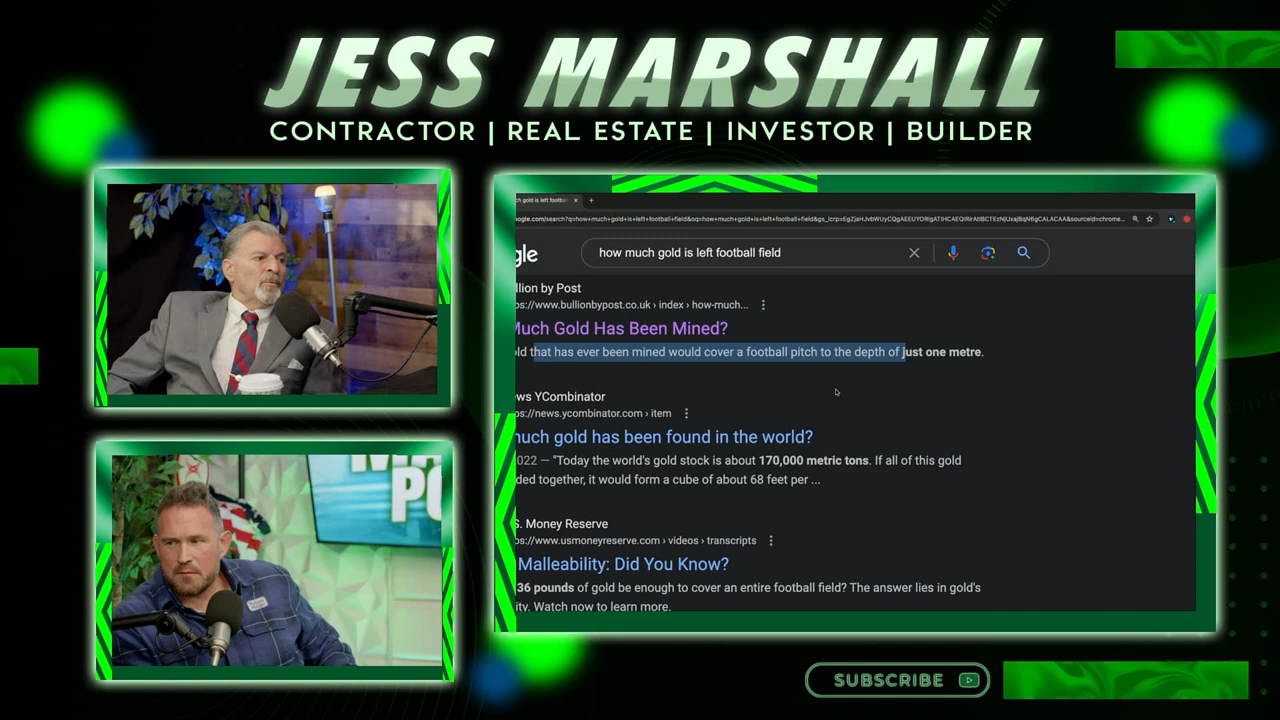 JESS MARSHALL
CONTRACTOR | REAL ESTATE | INVESTOR | BUILDER
how much gold is left football field
llion by Post
ps://www.bullionbypost.co.uk › index › how-much...
Much Gold Has Been Mined?
old that has ever been mined would cover a football pitch to the depth of just one metre.
ws YCombinator
ps://news.ycombinator.com › item
much gold has been found in the world?
022 — "Today the world's gold stock is about 170,000 metric tons. If all of this gold
ded together, it would form a cube of about 68 feet per ...
S. Money Reserve
ps://www.usmoneyreserve.com › videos › transcripts
Malleability: Did You Know?
36 pounds of gold be enough to cover an entire football field? The answer lies in gold's
ity. Watch now to learn more.
SUBSCRIBE